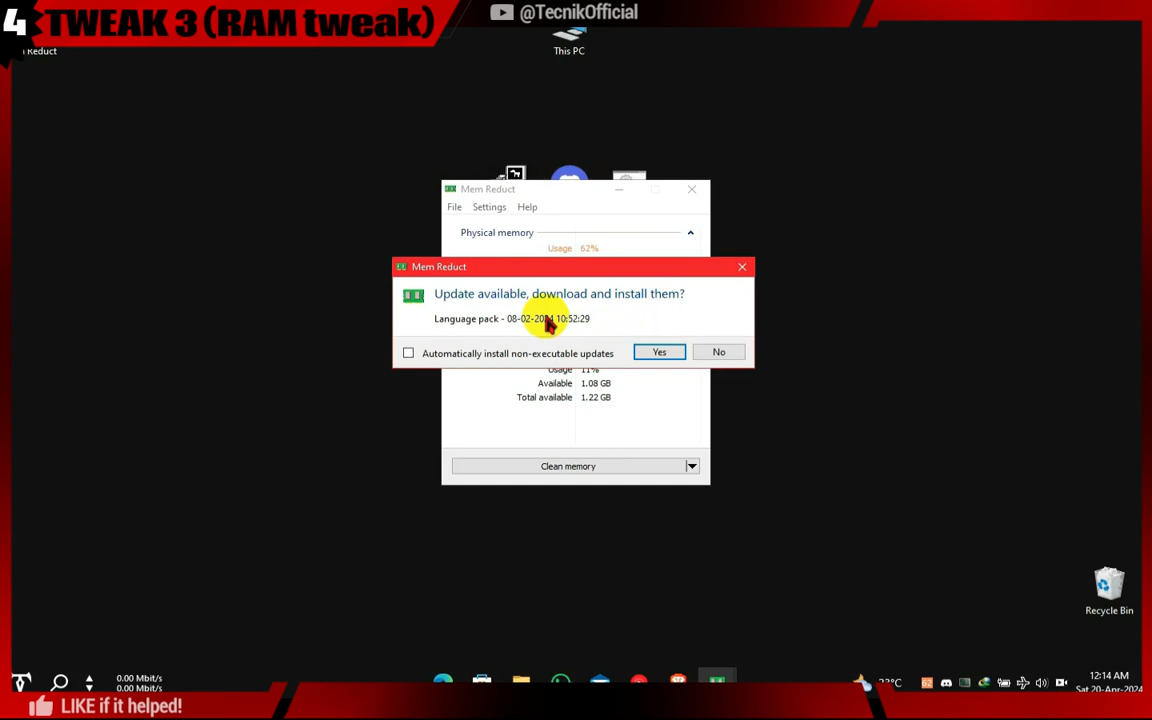 4 TWEAK 3 (RAM tweak)
@TecnikOfficial
Reduct
This PC
Mem Reduct
File Settings Help
Physical memory
Usage 62%
Mem Reduct
Update available, download and install them?
Language pack - 08-02-2024 10:52:29
Automatically install non-executable updates
Yes
No
Usage 11%
Available 1.08 GB
Total available 1.22 GB
Clean memory
Recycle Bin
0.00 Mbit/s
0.00 Mbit/s
62
12:14 AM
Sat 20-Apr-2024
LIKE if it helped!